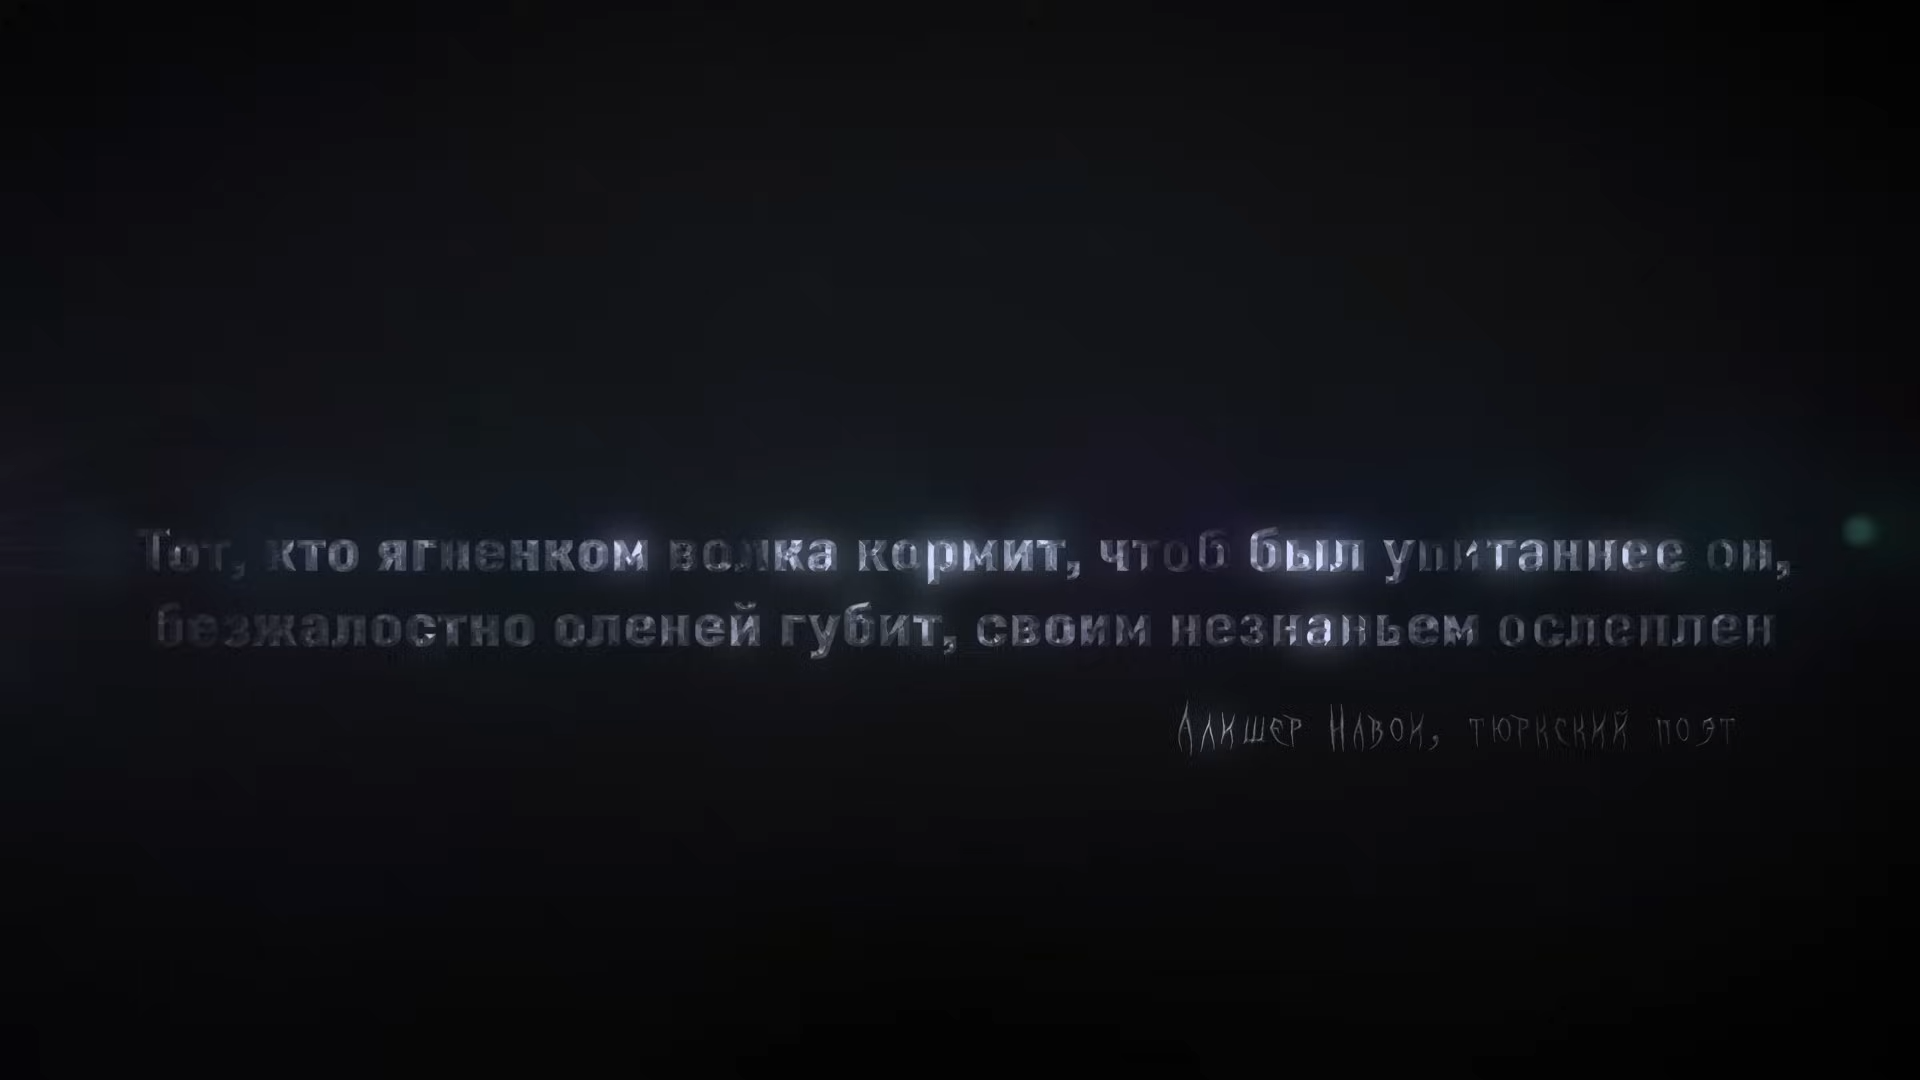 Тот, кто ягненком волка кормит, чтоб был упитаннее он,
безжалостно оленей губит, своим незнаньем ослеплен
Алишер Навои, тюркский поэт